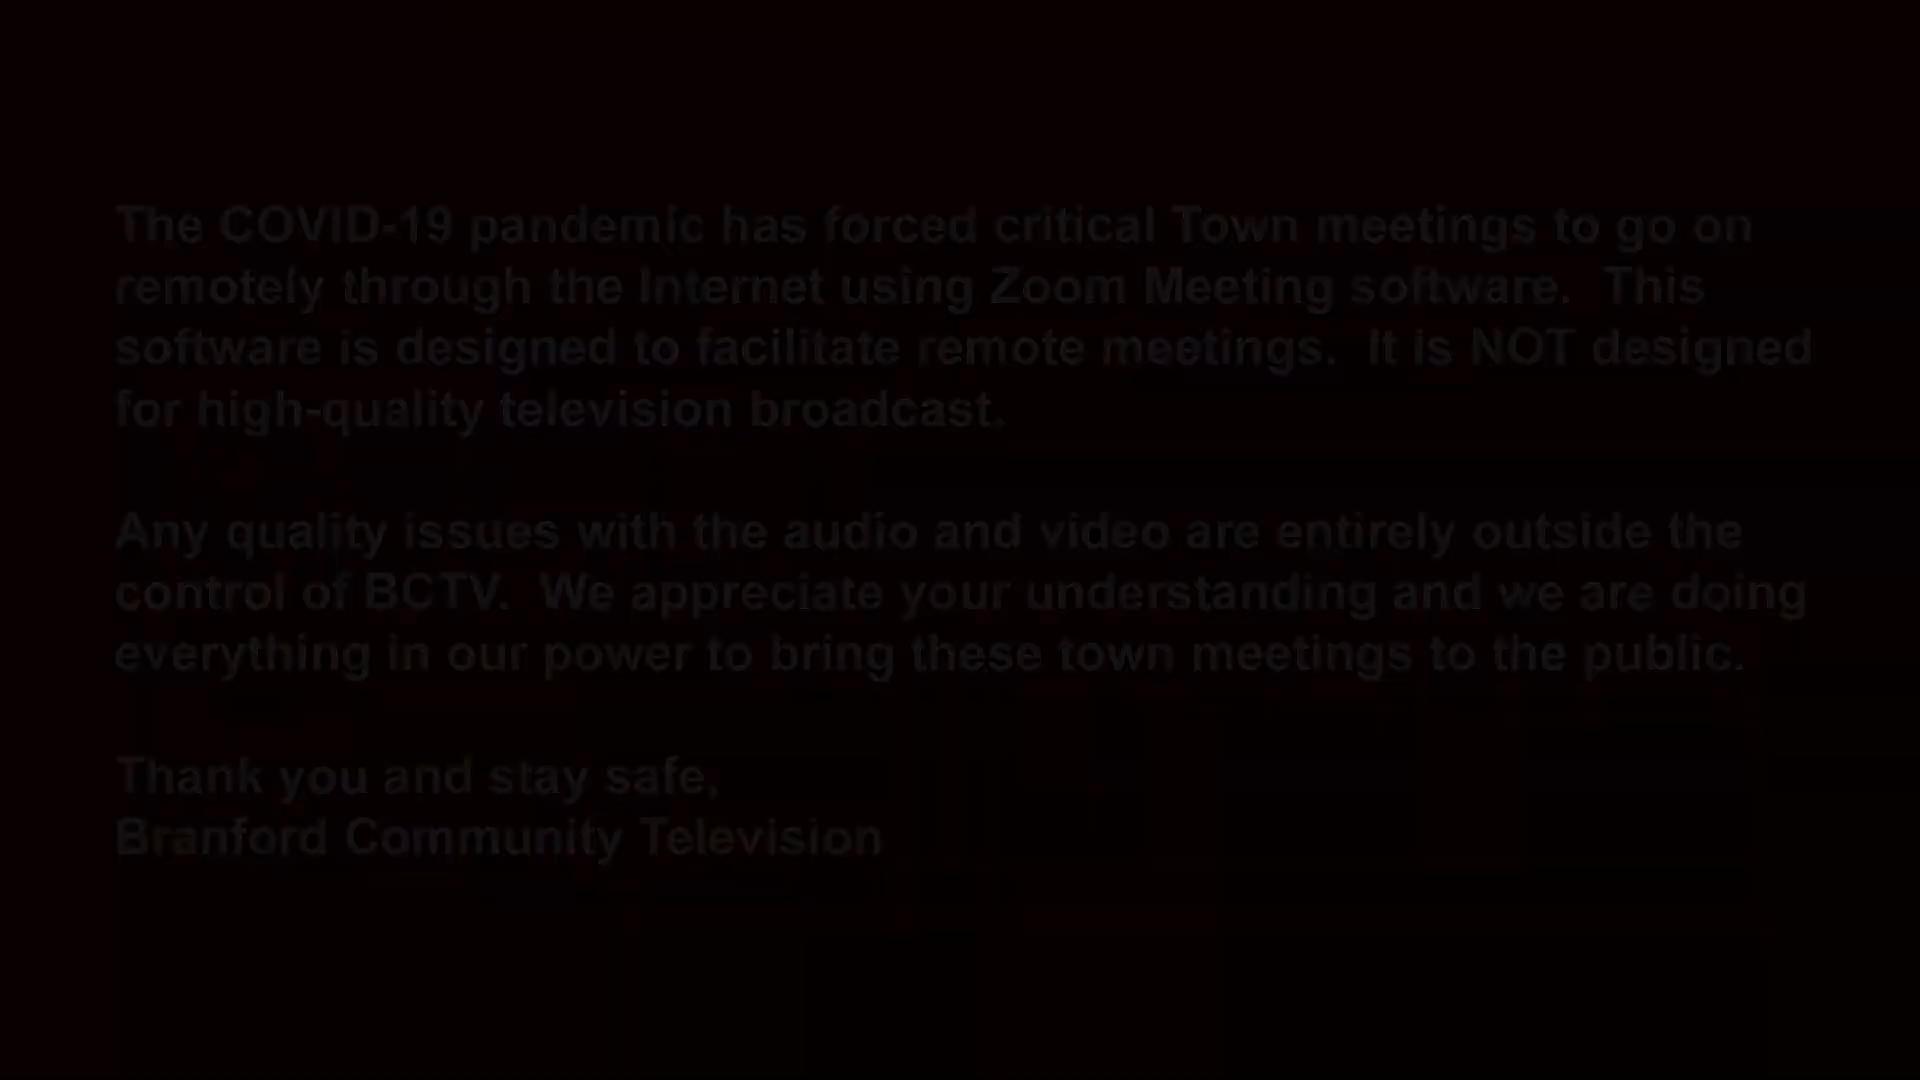 The COVID-19 pandemic has forced critical Town meetings to go on
remotely through the Internet using Zoom Meeting software.  This
software is designed to facilitate remote meetings.  It is NOT designed
for high-quality television broadcast.
Any quality issues with the audio and video are entirely outside the
control of BCTV.  We appreciate your understanding and we are doing
everything in our power to bring these town meetings to the public.
Thank you and stay safe,
Branford Community Television